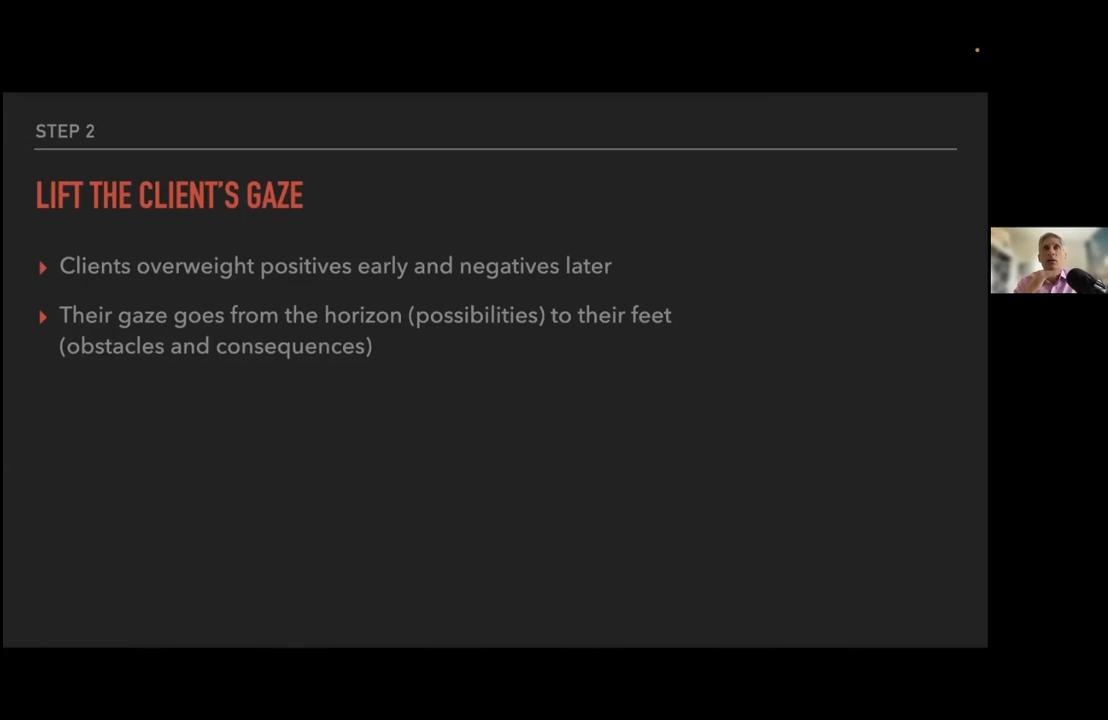 STEP 2
LIFT THE CLIENT'S GAZE
Clients overweight positives early and negatives later
Their gaze goes from the horizon (possibilities) to their feet
(obstacles and consequences)